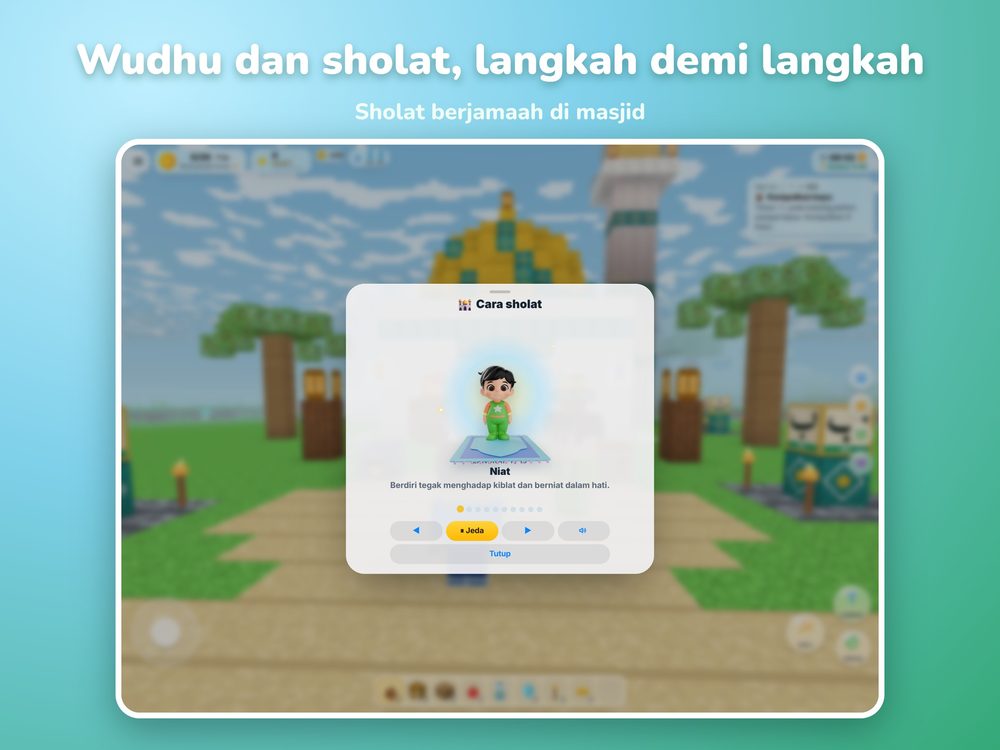 Wudhu dan sholat, langkah demi langkah
Sholat berjamaah di masjid
Cara sholat
Niat
Berdiri tegak menghadap kiblat dan berniat dalam hati.
Jeda
Tutup